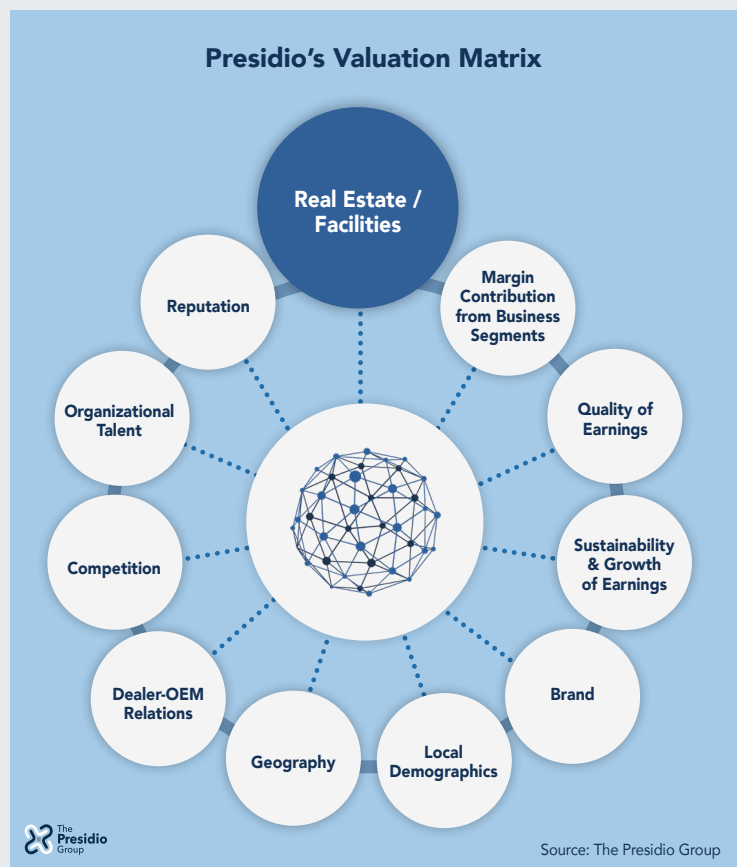 Presidio’s Valuation Matrix
Real Estate /
Facilities
Margin
Contribution
from Business
Segments
Quality of
Earnings
Sustainability
& Growth
of Earnings
Brand
Local
Demographics
Geography
Dealer-OEM
Relations
Competition
Organizational
Talent
Reputation
The
Presidio
Group
Source: The Presidio Group